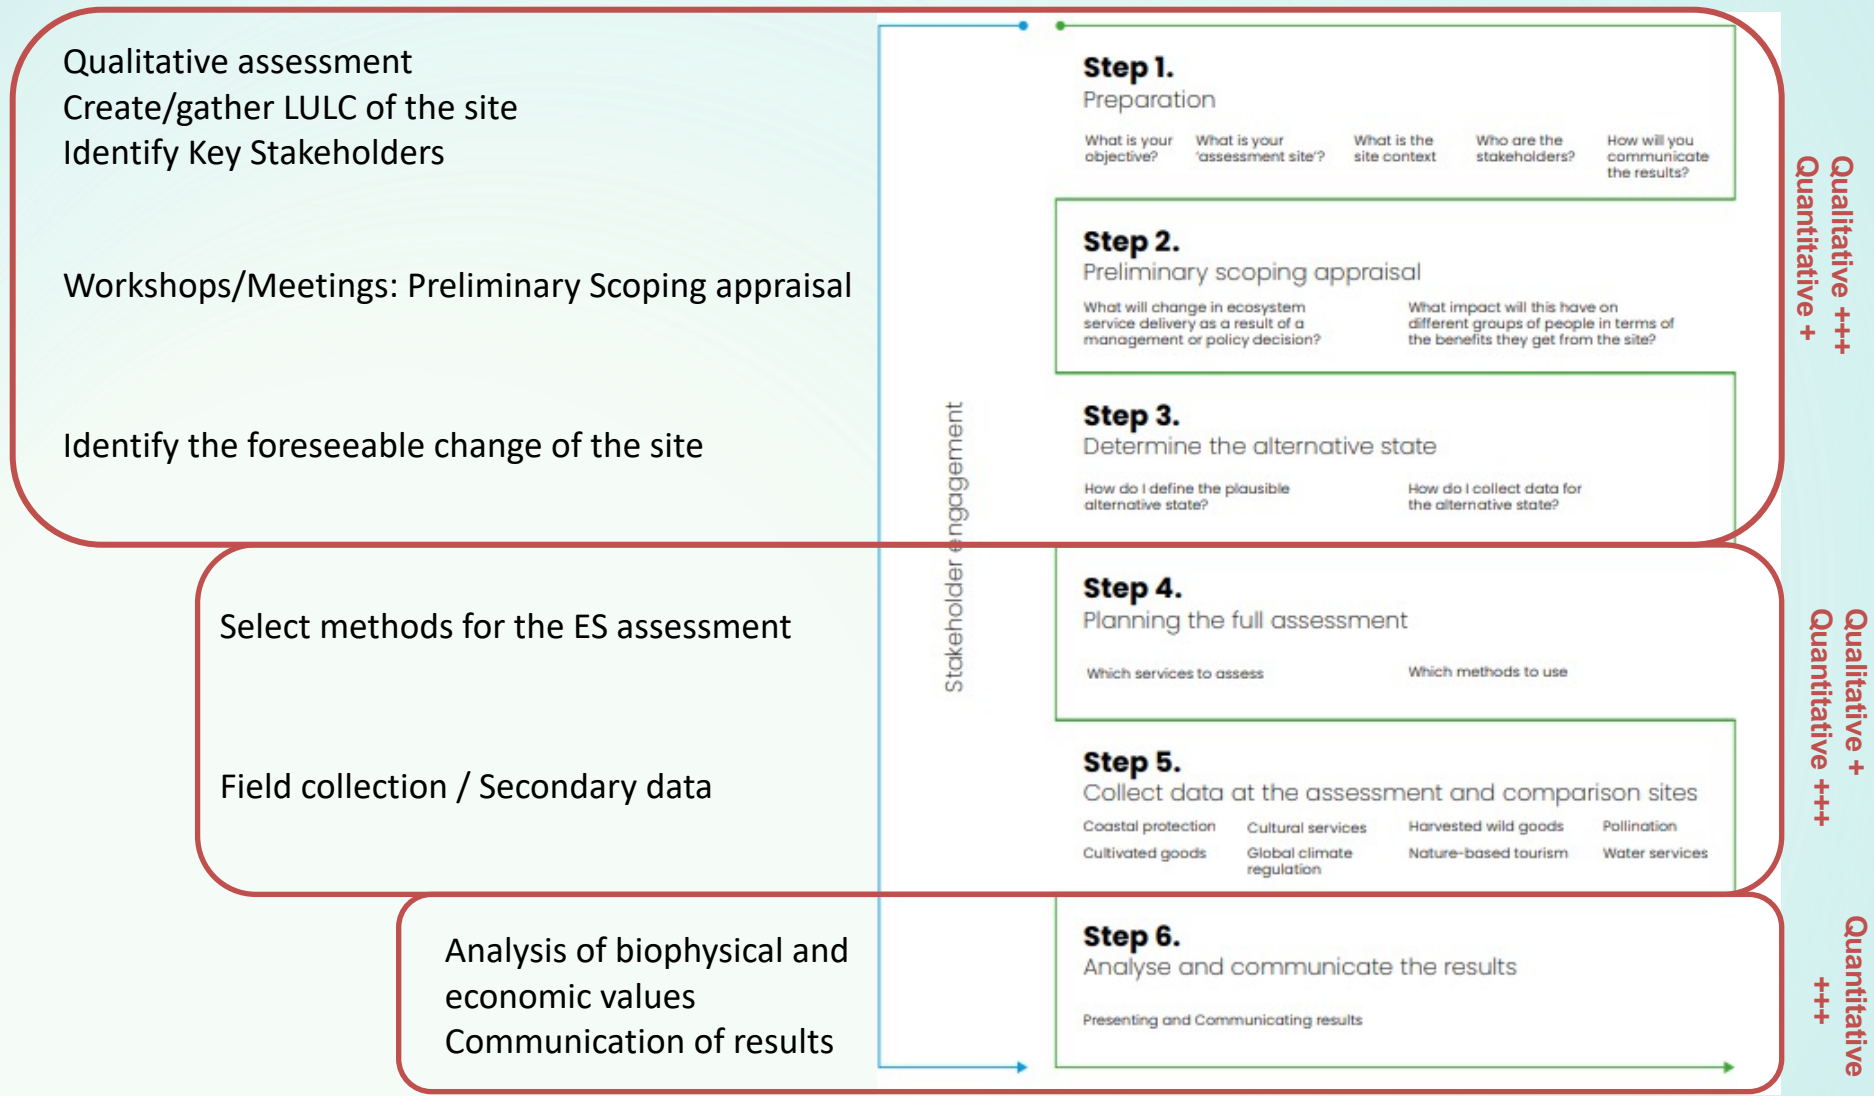 Qualitative assessment
Create/gather LULC of the site
Identify Key Stakeholders
Workshops/Meetings: Preliminary Scoping appraisal
Identify the foreseeable change of the site
Select methods for the ES assessment
Field collection / Secondary data
Analysis of biophysical and
economic values
Communication of results
Stakeholder engagement
Step 1.
Preparation
What is your
objective?
What is your
'assessment site'?
What is the
site context
Who are the
stakeholders?
How will you
communicate
the results?
Step 2.
Preliminary scoping appraisal
What will change in ecosystem
service delivery as a result of a
management or policy decision?
What impact will this have on
different groups of people in terms of
the benefits they get from the site?
Step 3.
Determine the alternative state
How do I define the plausible
alternative state?
How do I collect data for
the alternative state?
Step 4.
Planning the full assessment
Which services to assess
Which methods to use
Step 5.
Collect data at the assessment and comparison sites
Coastal protection
Cultural services
Harvested wild goods
Pollination
Cultivated goods
Global climate
regulation
Nature-based tourism
Water services
Step 6.
Analyse and communicate the results
Presenting and Communicating results
Qualitative +++
Quantitative +
Qualitative +
Quantitative +++
Quantitative
+++